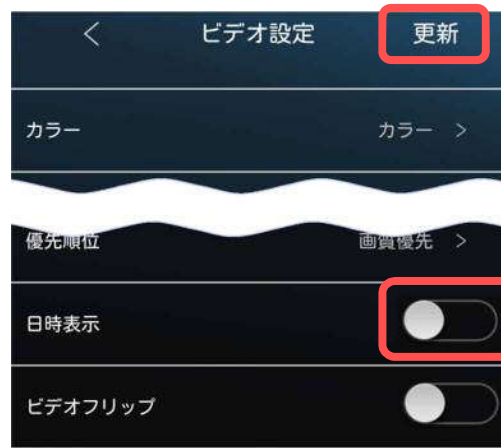 < ビデオ設定 更新
カラー カラー >
優先順位 画質優先 >
日時表示
ビデオフリップ